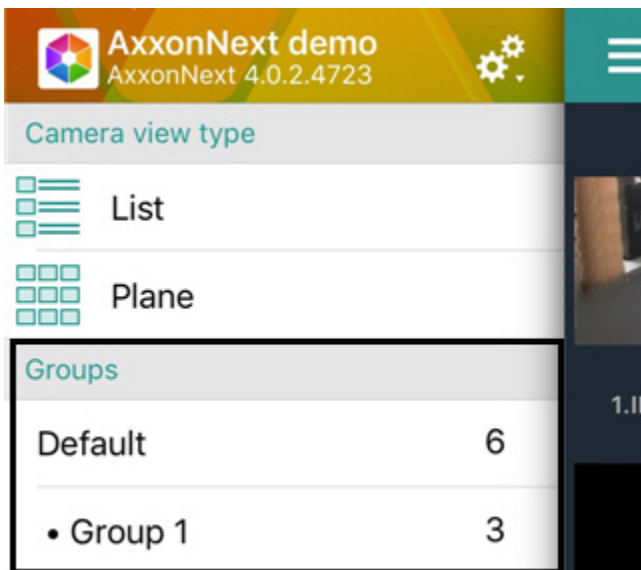 AxxonNext demo
AxxonNext 4.0.2.4723
Camera view type
List
Plane
Groups
Default 6
• Group 1 3